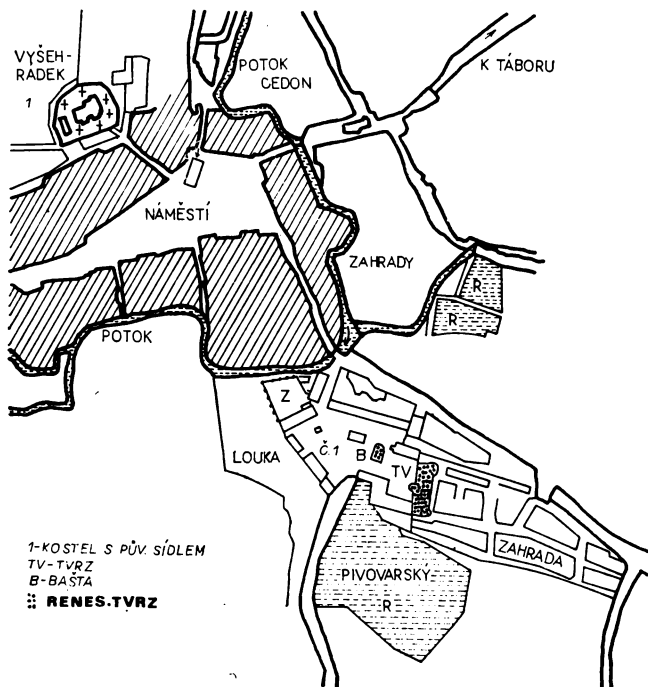 VYŠEH-
RADEK
1
POTOK
CEDON
K TÁBORU
NÁMĚSTÍ
ZAHRADY
R
R
POTOK
Z
LOUKA
Č.1
B
TV
ZAHRADA
PIVOVARSKY
R
1-KOSTEL S PŮV. SÍDLEM
TV-TVRZ
B-BAŠTA
RENES.TVRZ